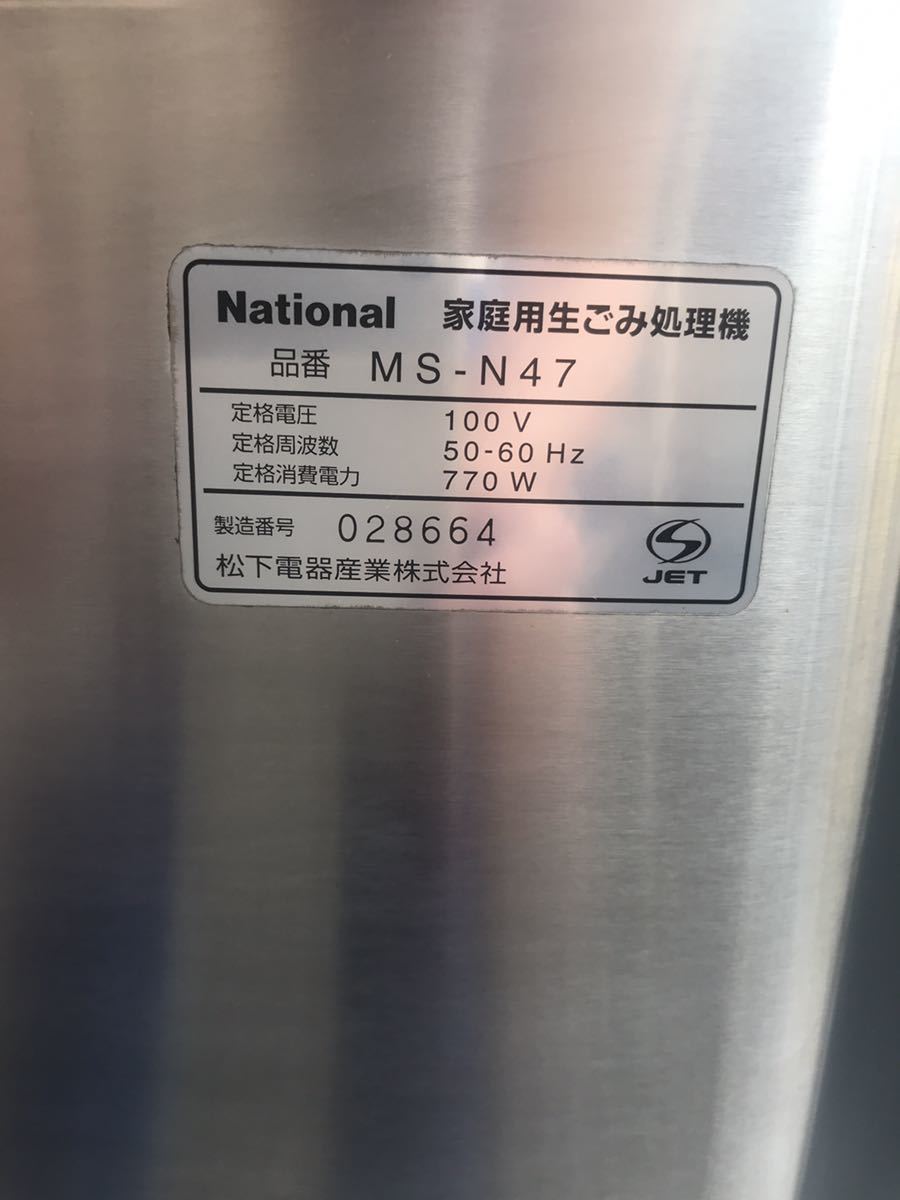 National 家庭用生ごみ処理機
品番 MS-N47
定格電圧 100 V
定格周波数 50-60 Hz
定格消費電力 770 W
製造番号 028664
松下電器産業株式会社
JET